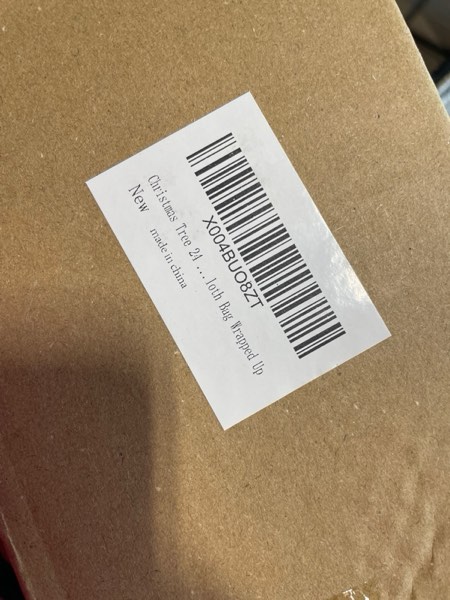 X004BUO8ZT
Christmas Tree 24 ... loth Bag Wrapped Up
New
made in china